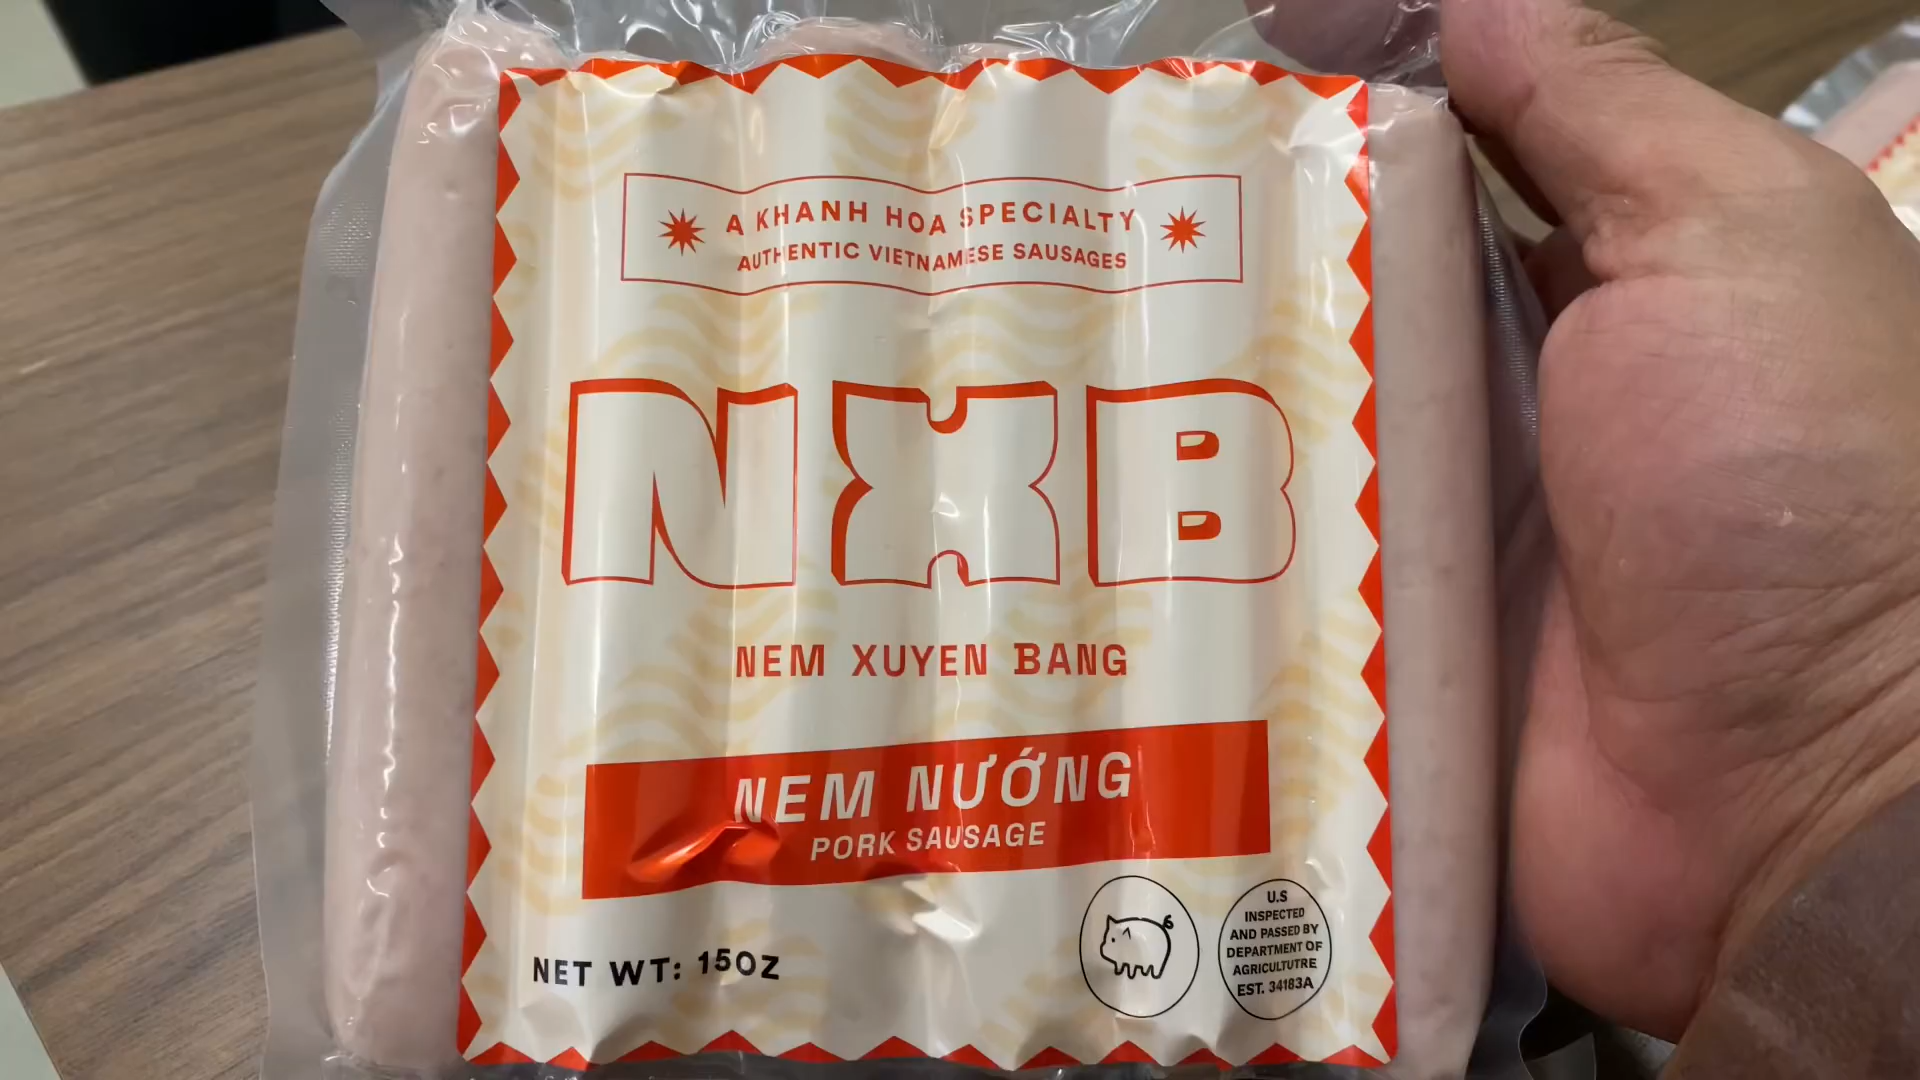 A KHANH HOA SPECIALTY
AUTHENTIC VIETNAMESE SAUSAGES
NXB
NEM XUYEN BANG
NEM NƯỚNG
PORK SAUSAGE
NET WT: 15OZ
U.S
INSPECTED
AND PASSED BY
DEPARTMENT OF
AGRICULTUTRE
EST. 34183A